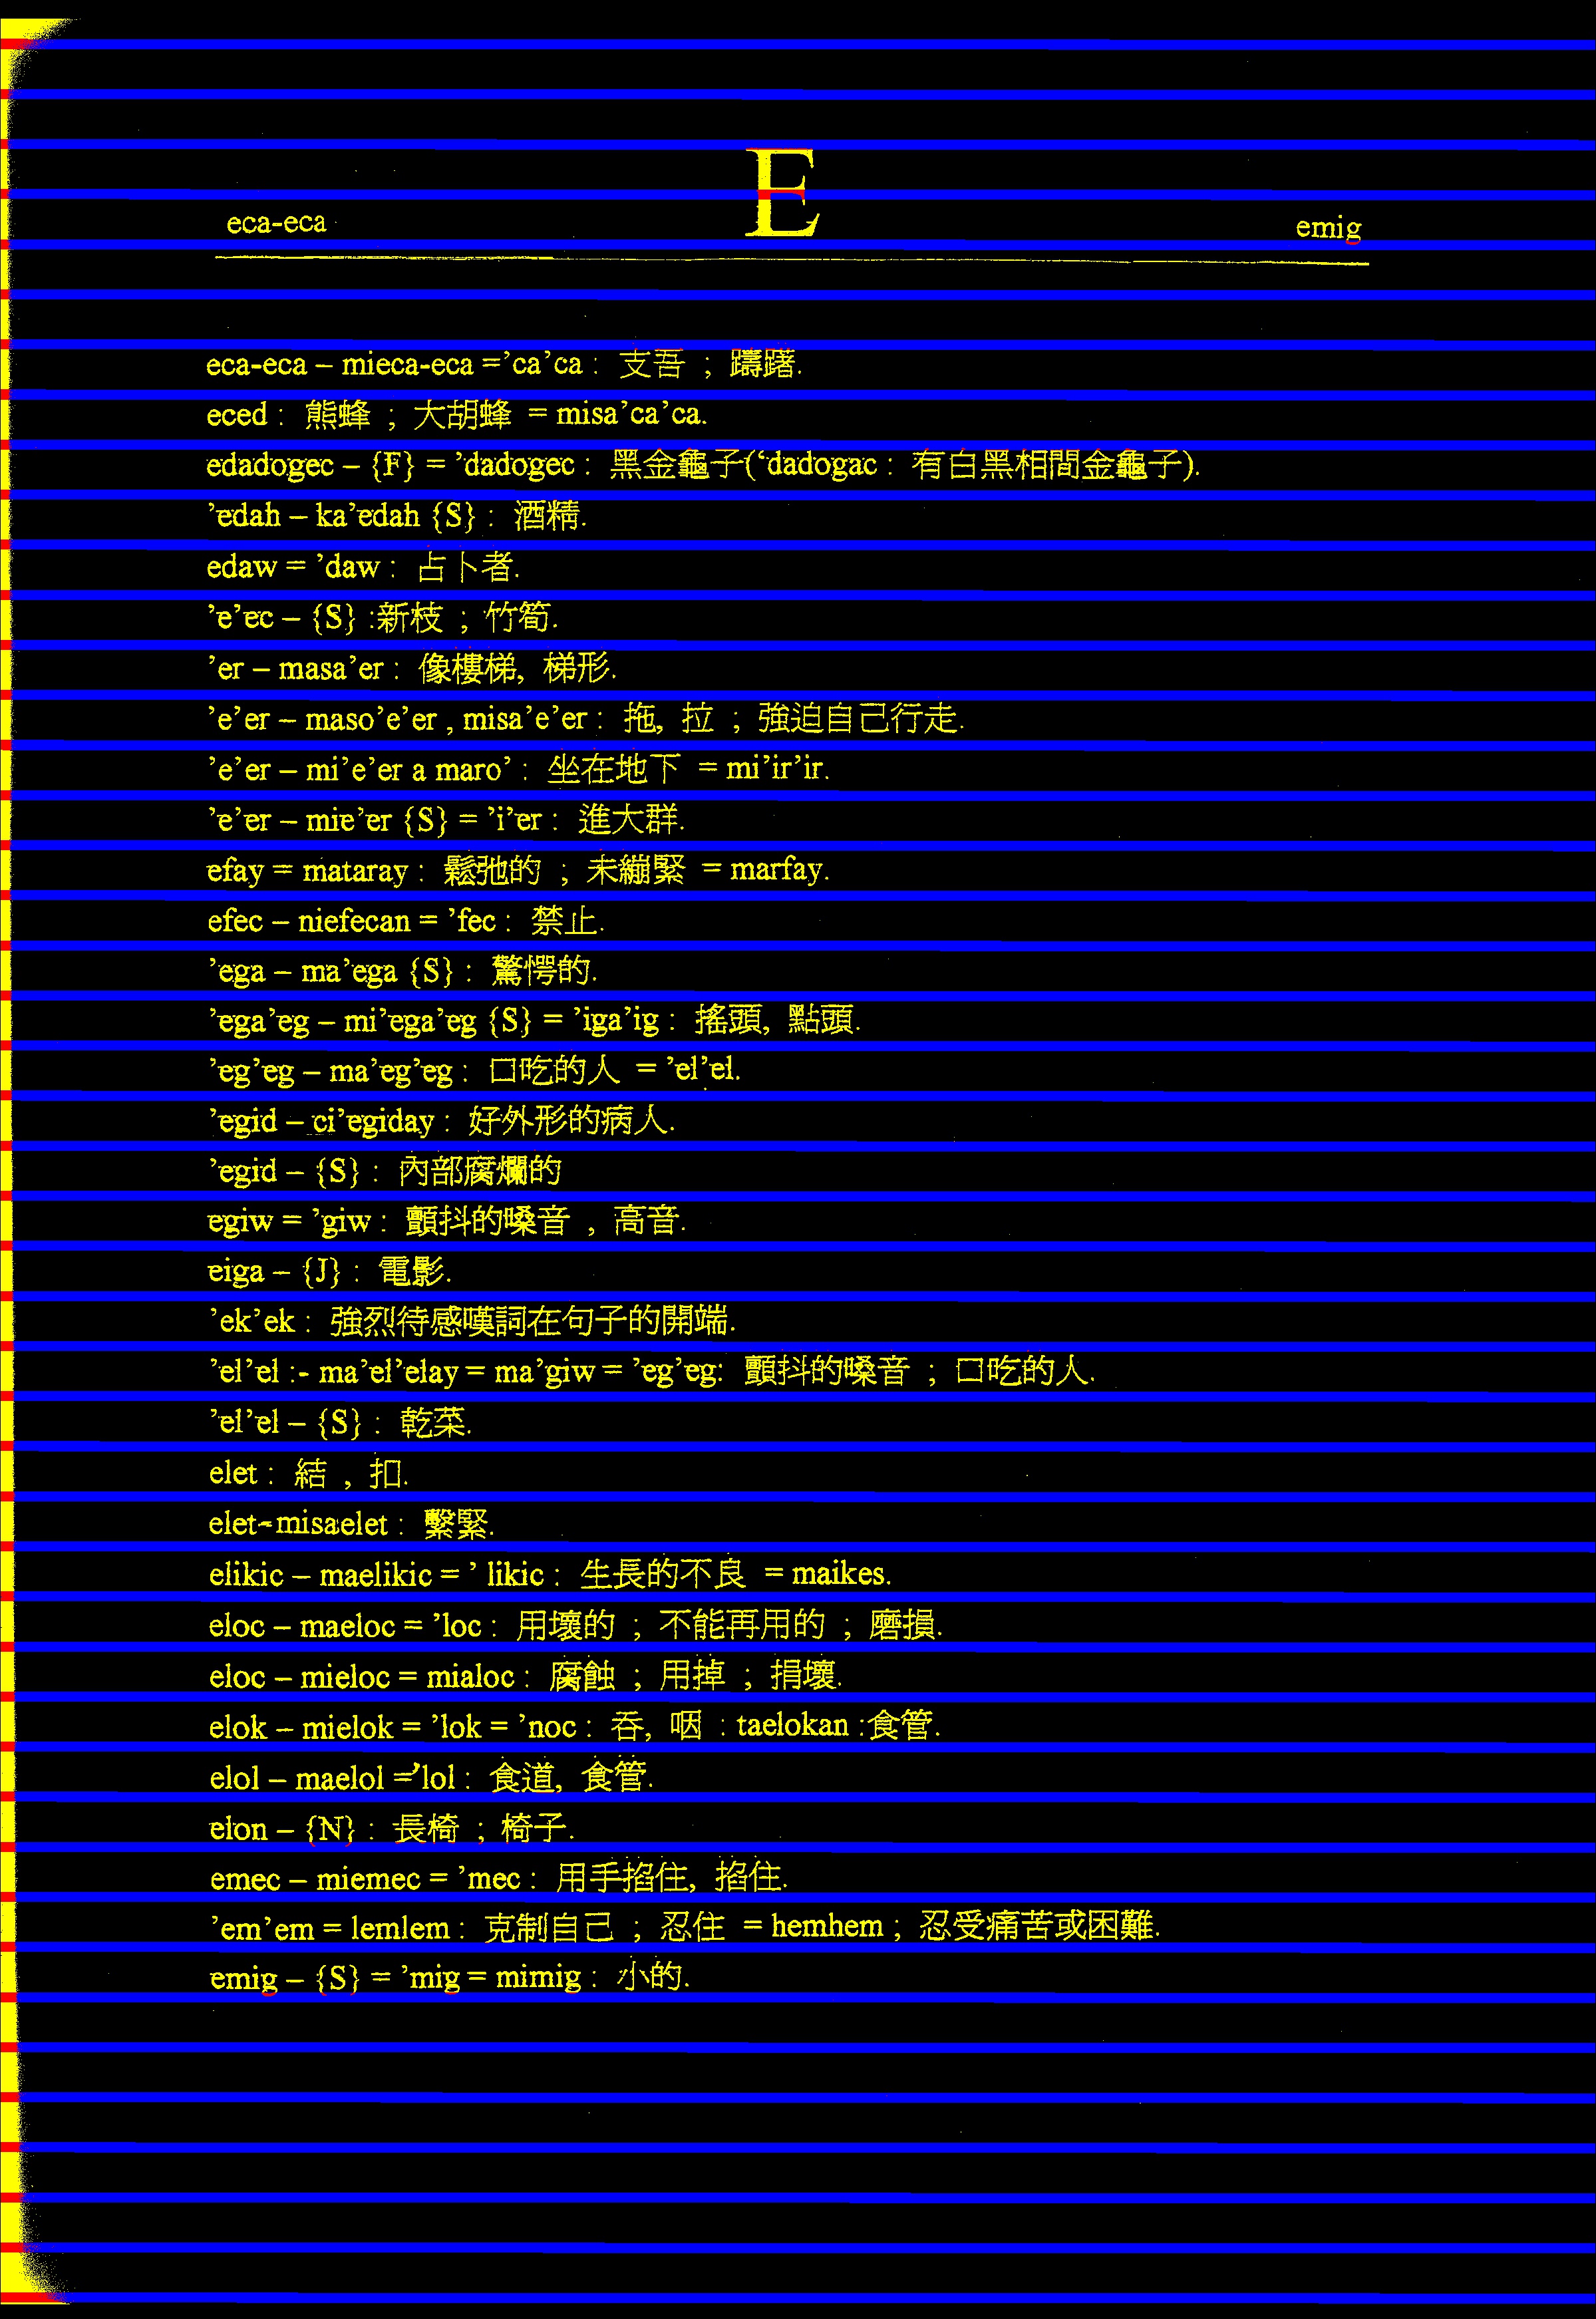 E
eca-eca emig
eca-eca – mieca-eca =’ca’ca : 支吾 ; 躊躇.
eced : 熊蜂 ; 大胡蜂 = misa’ca’ca.
edadogec – {F} = ’dadogec : 黑金龜子(‘dadogac : 有白黑相間金龜子).
’edah – ka’edah {S} : 酒精.
edaw = ’daw : 占卜者.
’e’ec – {S} :新枝 ; 竹筍.
’er – masa’er : 像樓梯, 梯形.
’e’er – maso’e’er , misa’e’er : 拖, 拉 ; 強迫自己行走.
’e’er – mi’e’er a maro’ : 坐在地下 = mi’ir’ir.
’e’er – mie’er {S} = ’i’er : 進大群.
efay = mataray : 鬆弛的 ; 未繃緊 = marfay.
efec – niefecan = ’fec : 禁止.
’ega – ma’ega {S} : 驚愕的.
’ega’eg – mi’ega’eg {S} = ’iga’ig : 搖頭, 點頭.
’eg’eg – ma’eg’eg : 口吃的人 = ’el’el.
’egid – ci’egiday : 好外形的病人.
’egid – {S} : 內部腐爛的
egiw = ’giw : 顫抖的嗓音 , 高音.
eiga – {J} : 電影.
’ek’ek : 強烈待感嘆詞在句子的開端.
’el’el :- ma’el’elay = ma’giw = ’eg’eg: 顫抖的嗓音 ; 口吃的人.
’el’el – {S} : 乾菜.
elet : 結 , 扣.
elet-misaelet : 繫緊.
elikic – maelikic = ’ likic : 生長的不良 = maikes.
eloc – maeloc = ’loc : 用壞的 ; 不能再用的 ; 磨損.
eloc – mieloc = mialoc : 腐蝕 ; 用掉 ; 捐壞.
elok – mielok = ’lok = ’noc : 吞, 咽 : taelokan :食管.
elol – maelol =’lol : 食道, 食管.
elon – {N} : 長椅 ; 椅子.
emec – miemec = ’mec : 用手掐住, 掐住.
’em’em = lemlem : 克制自己 ; 忍住 = hemhem ; 忍受痛苦或困難.
emig – {S} = ’mig = mimig : 小的.